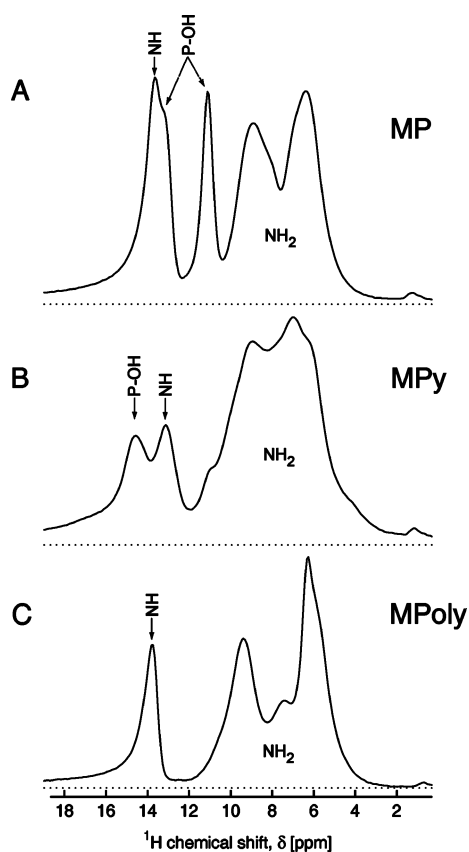 NH
P-OH
A
MP
NH₂
B
MPy
P-OH
NH
NH₂
C
MPoly
NH
NH₂
18 16 14 12 10 8 6 4 2
¹H chemical shift, δ [ppm]